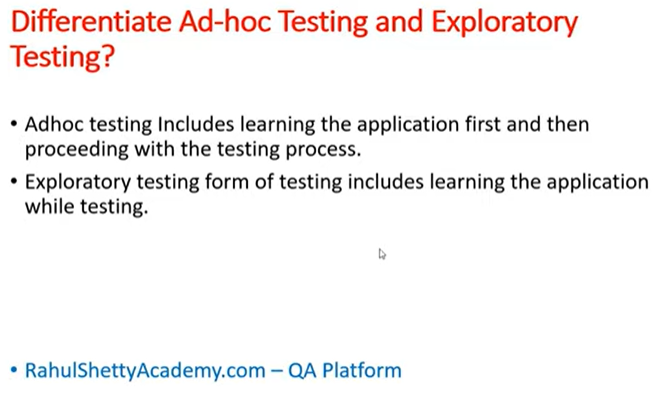 Differentiate Ad-hoc Testing and Exploratory
Testing?
• Adhoc testing Includes learning the application first and then
proceeding with the testing process.
• Exploratory testing form of testing includes learning the application
while testing.
• RahulShettyAcademy.com – QA Platform